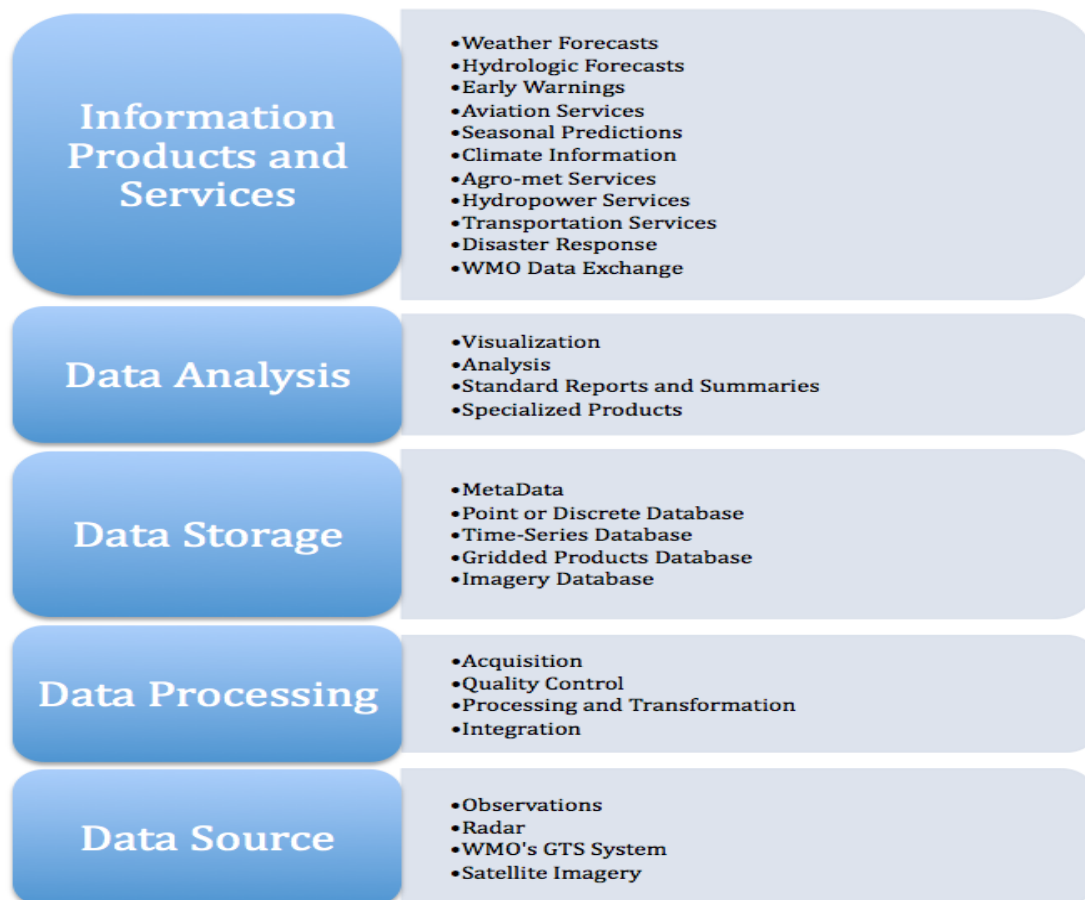 Information
Products and
Services
•Weather Forecasts
•Hydrologic Forecasts
•Early Warnings
•Aviation Services
•Seasonal Predictions
•Climate Information
•Agro-met Services
•Hydropower Services
•Transportation Services
•Disaster Response
•WMO Data Exchange
Data Analysis
•Visualization
•Analysis
•Standard Reports and Summaries
•Specialized Products
Data Storage
•MetaData
•Point or Discrete Database
•Time-Series Database
•Gridded Products Database
•Imagery Database
Data Processing
•Acquisition
•Quality Control
•Processing and Transformation
•Integration
Data Source
•Observations
•Radar
•WMO's GTS System
•Satellite Imagery